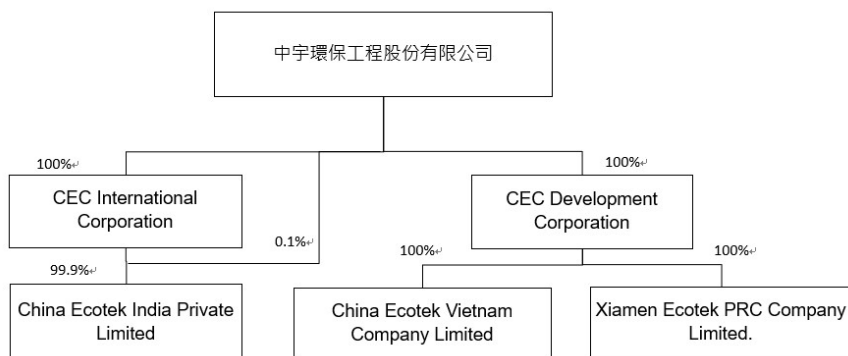 中宇環保工程股份有限公司
100%↵
100%↵
CEC International
Corporation
CEC Development
Corporation
0.1%↵
100%↵
100%↵
99.9%↵
China Ecotek India Private
Limited
China Ecotek Vietnam
Company Limited
Xiamen Ecotek PRC Company
Limited.